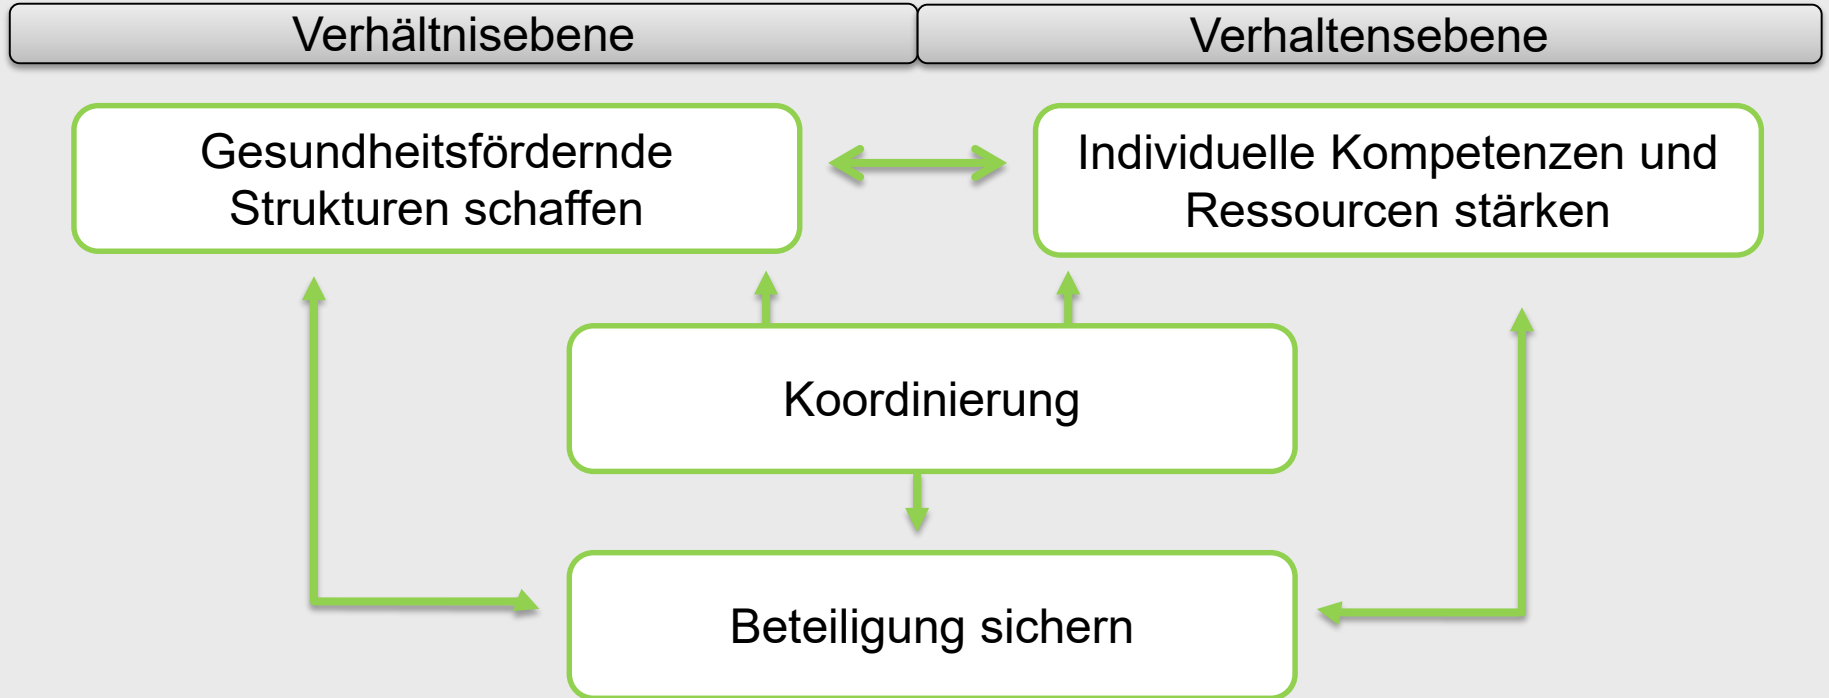 Verhältnisebene
Verhaltensebene
Gesundheitsfördernde
Strukturen schaffen
Individuelle Kompetenzen und
Ressourcen stärken
Koordinierung
Beteiligung sichern